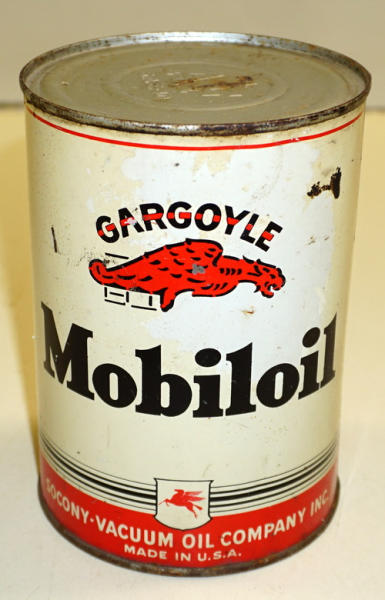 GARGOYLE
Mobiloil
SOCONY-VACUUM OIL COMPANY INC.
MADE IN U.S.A.